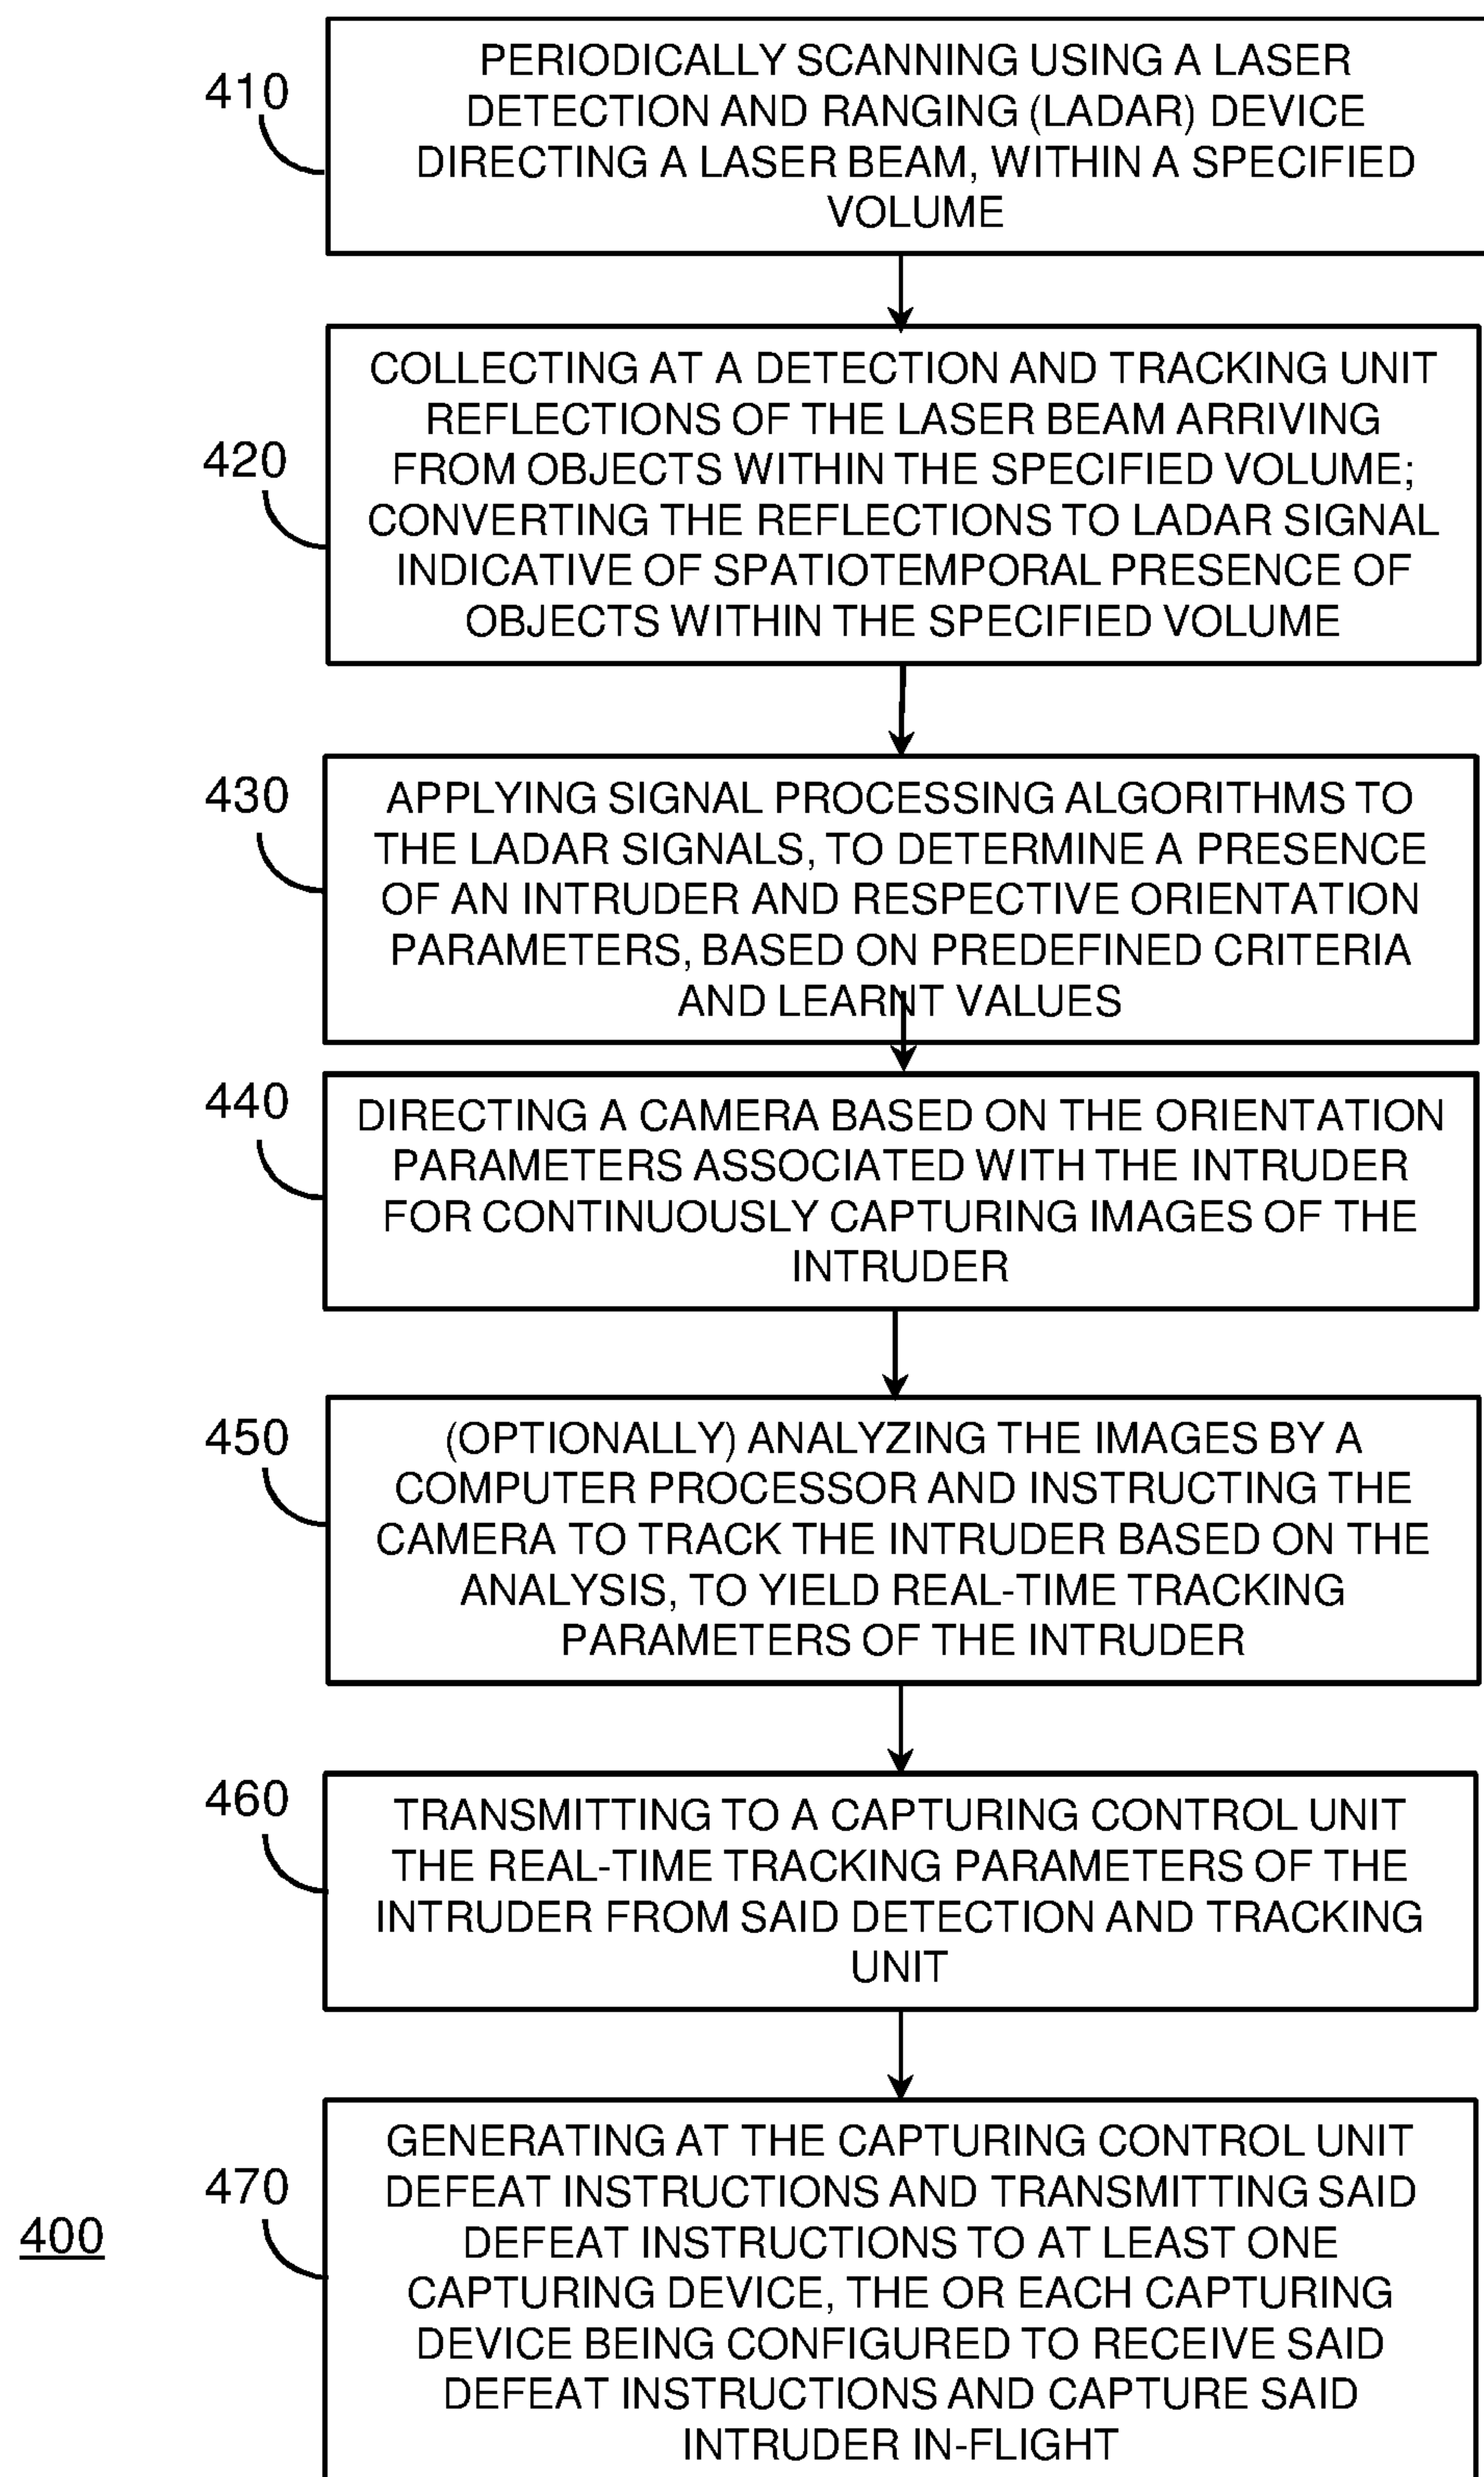 410
PERIODICALLY SCANNING USING A LASER
DETECTION AND RANGING (LADAR) DEVICE
DIRECTING A LASER BEAM, WITHIN A SPECIFIED
VOLUME
420
COLLECTING AT A DETECTION AND TRACKING UNIT
REFLECTIONS OF THE LASER BEAM ARRIVING
FROM OBJECTS WITHIN THE SPECIFIED VOLUME;
CONVERTING THE REFLECTIONS TO LADAR SIGNAL
INDICATIVE OF SPATIOTEMPORAL PRESENCE OF
OBJECTS WITHIN THE SPECIFIED VOLUME
430
APPLYING SIGNAL PROCESSING ALGORITHMS TO
THE LADAR SIGNALS, TO DETERMINE A PRESENCE
OF AN INTRUDER AND RESPECTIVE ORIENTATION
PARAMETERS, BASED ON PREDEFINED CRITERIA
AND LEARNT VALUES
440
DIRECTING A CAMERA BASED ON THE ORIENTATION
PARAMETERS ASSOCIATED WITH THE INTRUDER
FOR CONTINUOUSLY CAPTURING IMAGES OF THE
INTRUDER
450
(OPTIONALLY) ANALYZING THE IMAGES BY A
COMPUTER PROCESSOR AND INSTRUCTING THE
CAMERA TO TRACK THE INTRUDER BASED ON THE
ANALYSIS, TO YIELD REAL-TIME TRACKING
PARAMETERS OF THE INTRUDER
460
TRANSMITTING TO A CAPTURING CONTROL UNIT
THE REAL-TIME TRACKING PARAMETERS OF THE
INTRUDER FROM SAID DETECTION AND TRACKING
UNIT
470
GENERATING AT THE CAPTURING CONTROL UNIT
DEFEAT INSTRUCTIONS AND TRANSMITTING SAID
DEFEAT INSTRUCTIONS TO AT LEAST ONE
CAPTURING DEVICE, THE OR EACH CAPTURING
DEVICE BEING CONFIGURED TO RECEIVE SAID
DEFEAT INSTRUCTIONS AND CAPTURE SAID
INTRUDER IN-FLIGHT
400